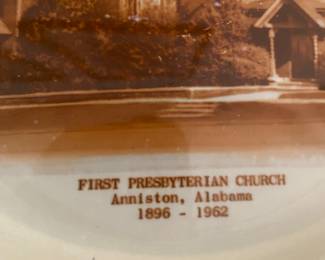 FIRST PRESBYTERIAN CHURCH
Anniston, Alabama
1896 - 1962